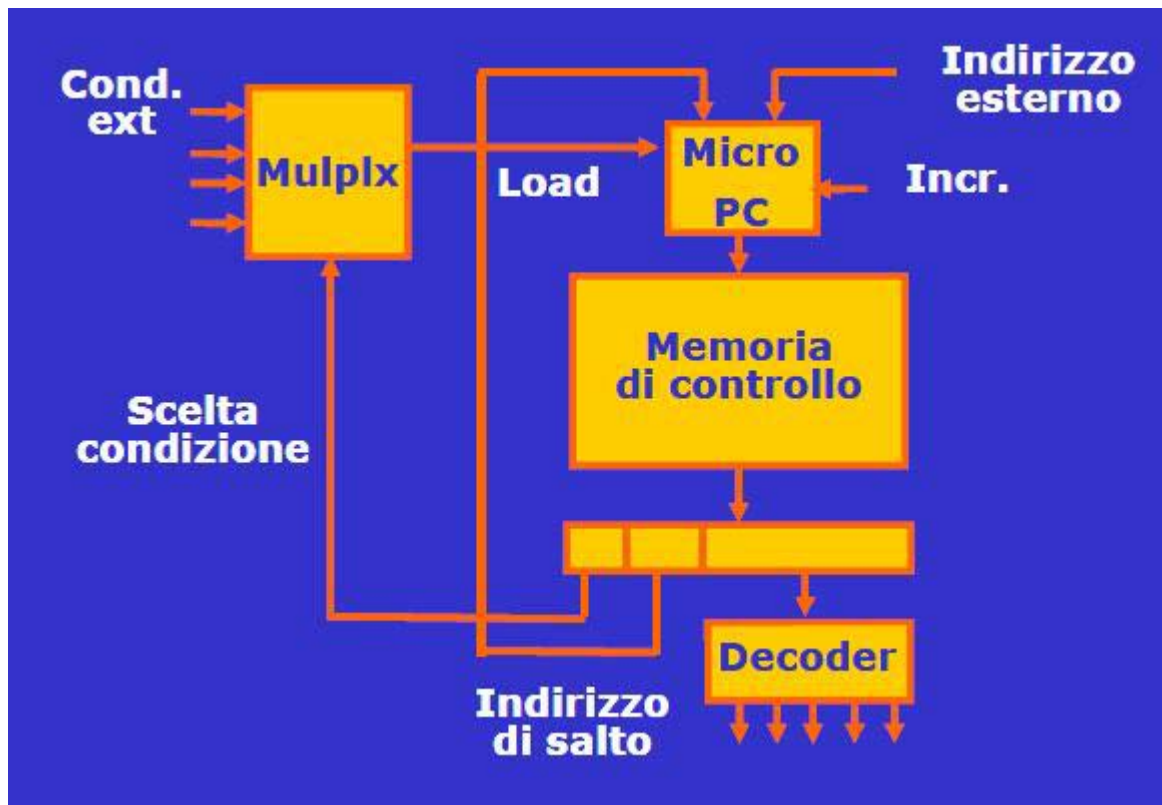 Cond.
ext
Mulplx
Load
Micro
PC
Indirizzo
esterno
Incr.
Memoria
di controllo
Scelta
condizione
Decoder
Indirizzo
di salto